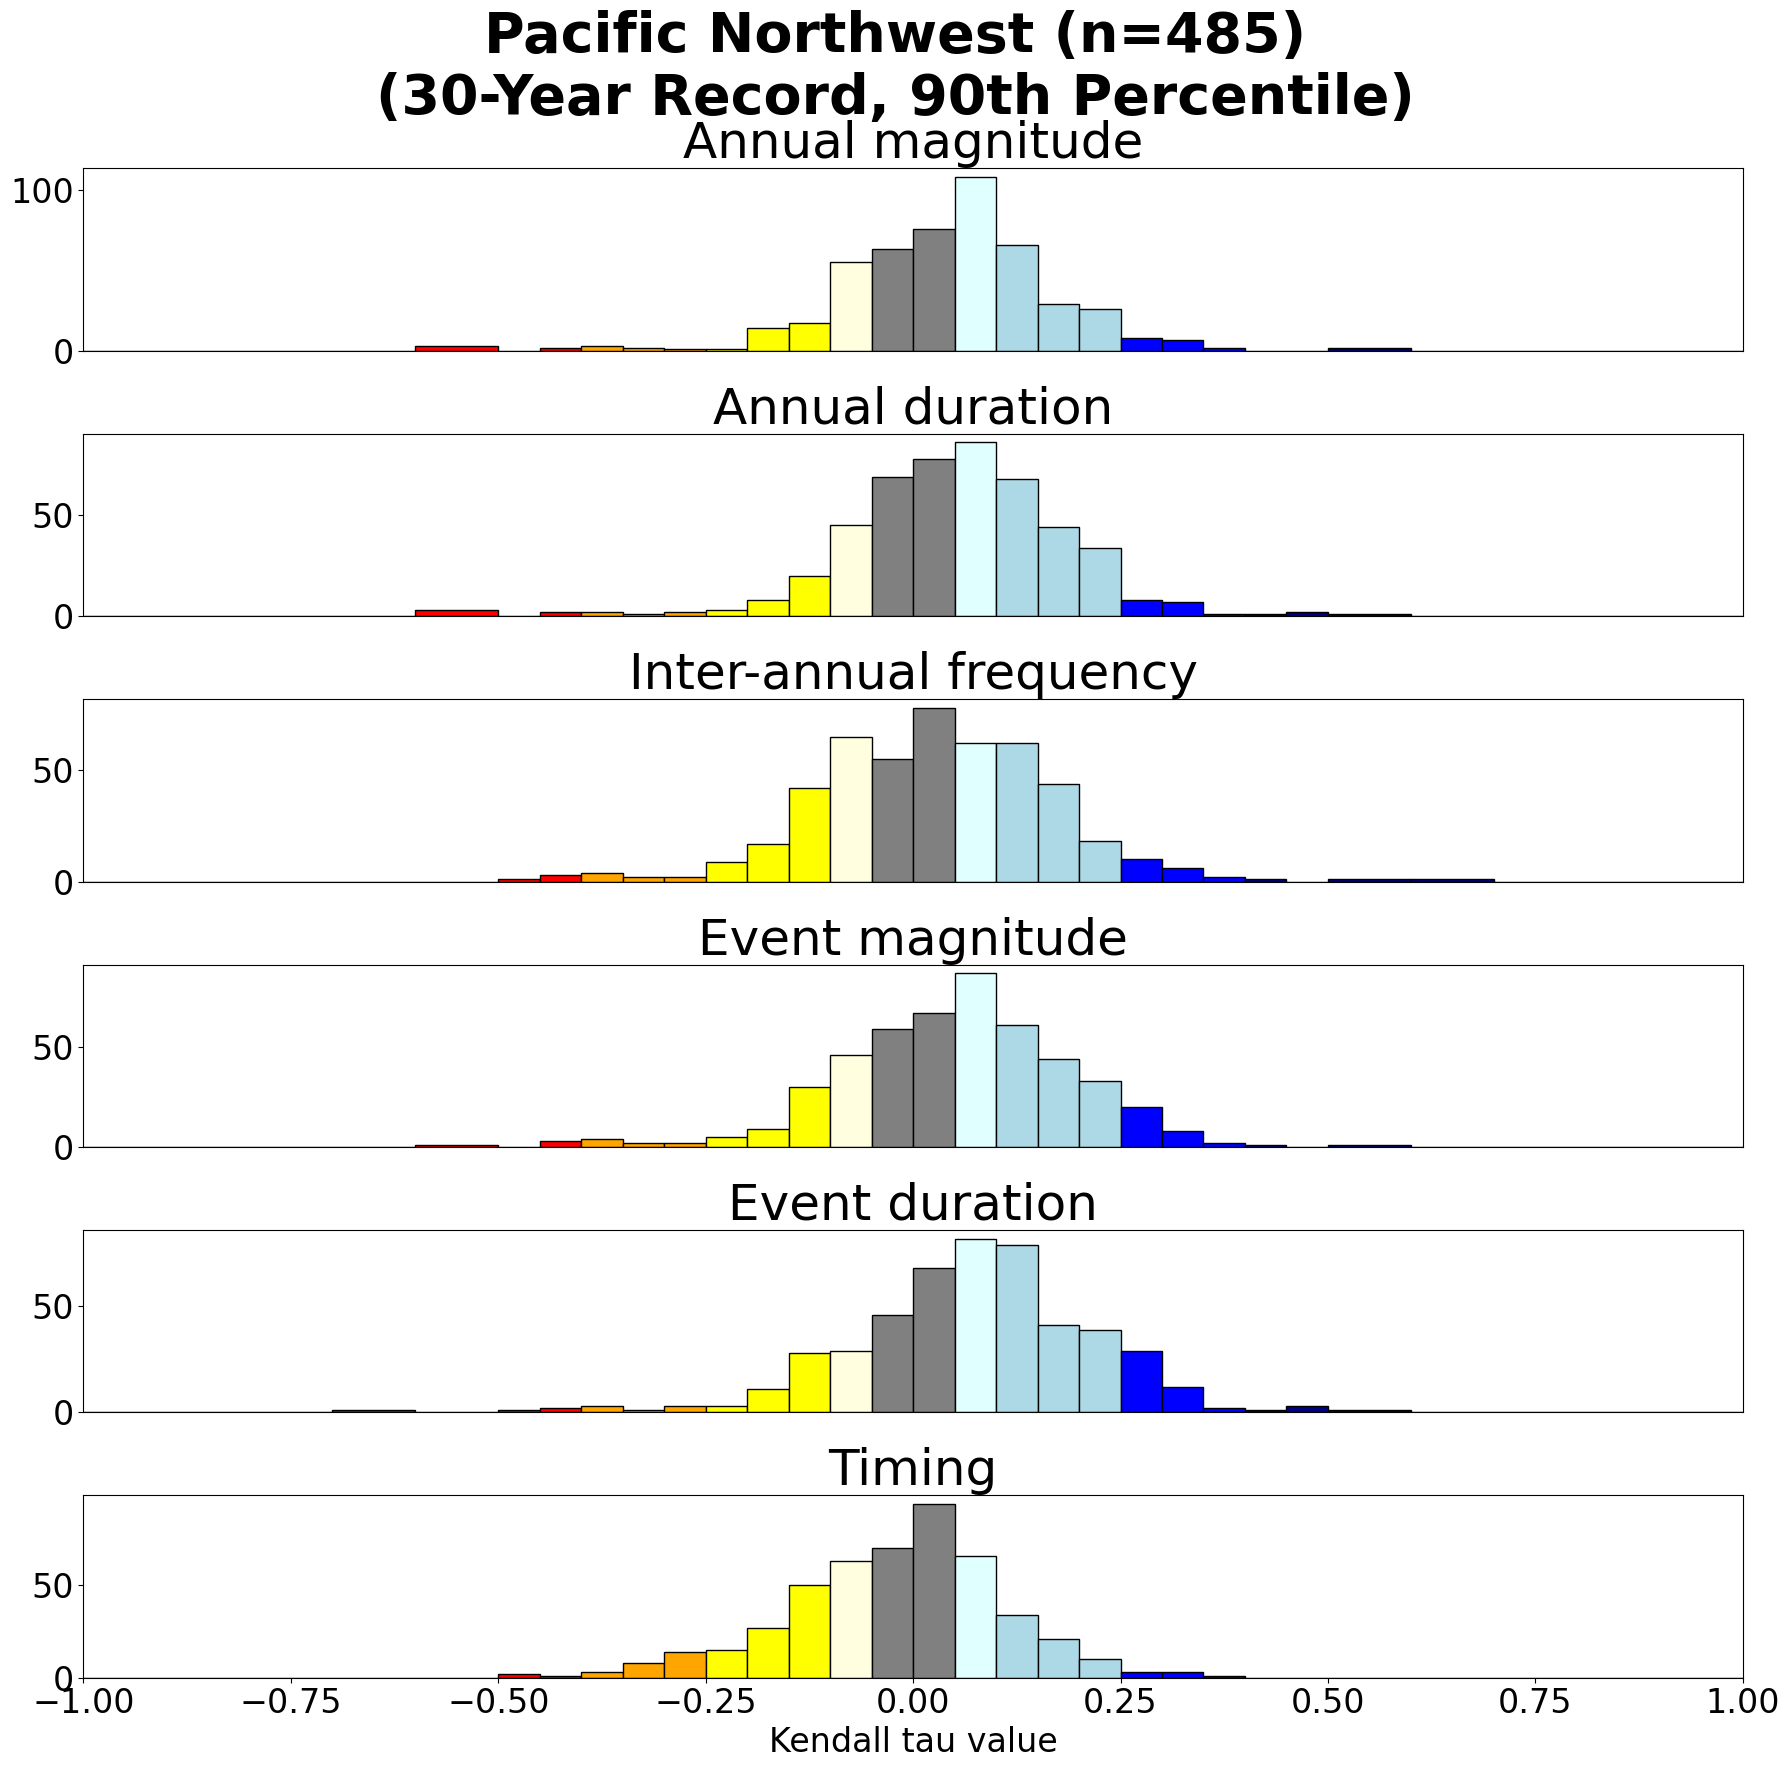 Pacific Northwest (n=485)
(30-Year Record, 90th Percentile)
Annual magnitude
100
0
Annual duration
50
0
Inter-annual frequency
50
0
Event magnitude
50
0
Event duration
50
0
Timing
50
0
−1.00 −0.75 −0.50 −0.25 0.00 0.25 0.50 0.75 1.00
Kendall tau value